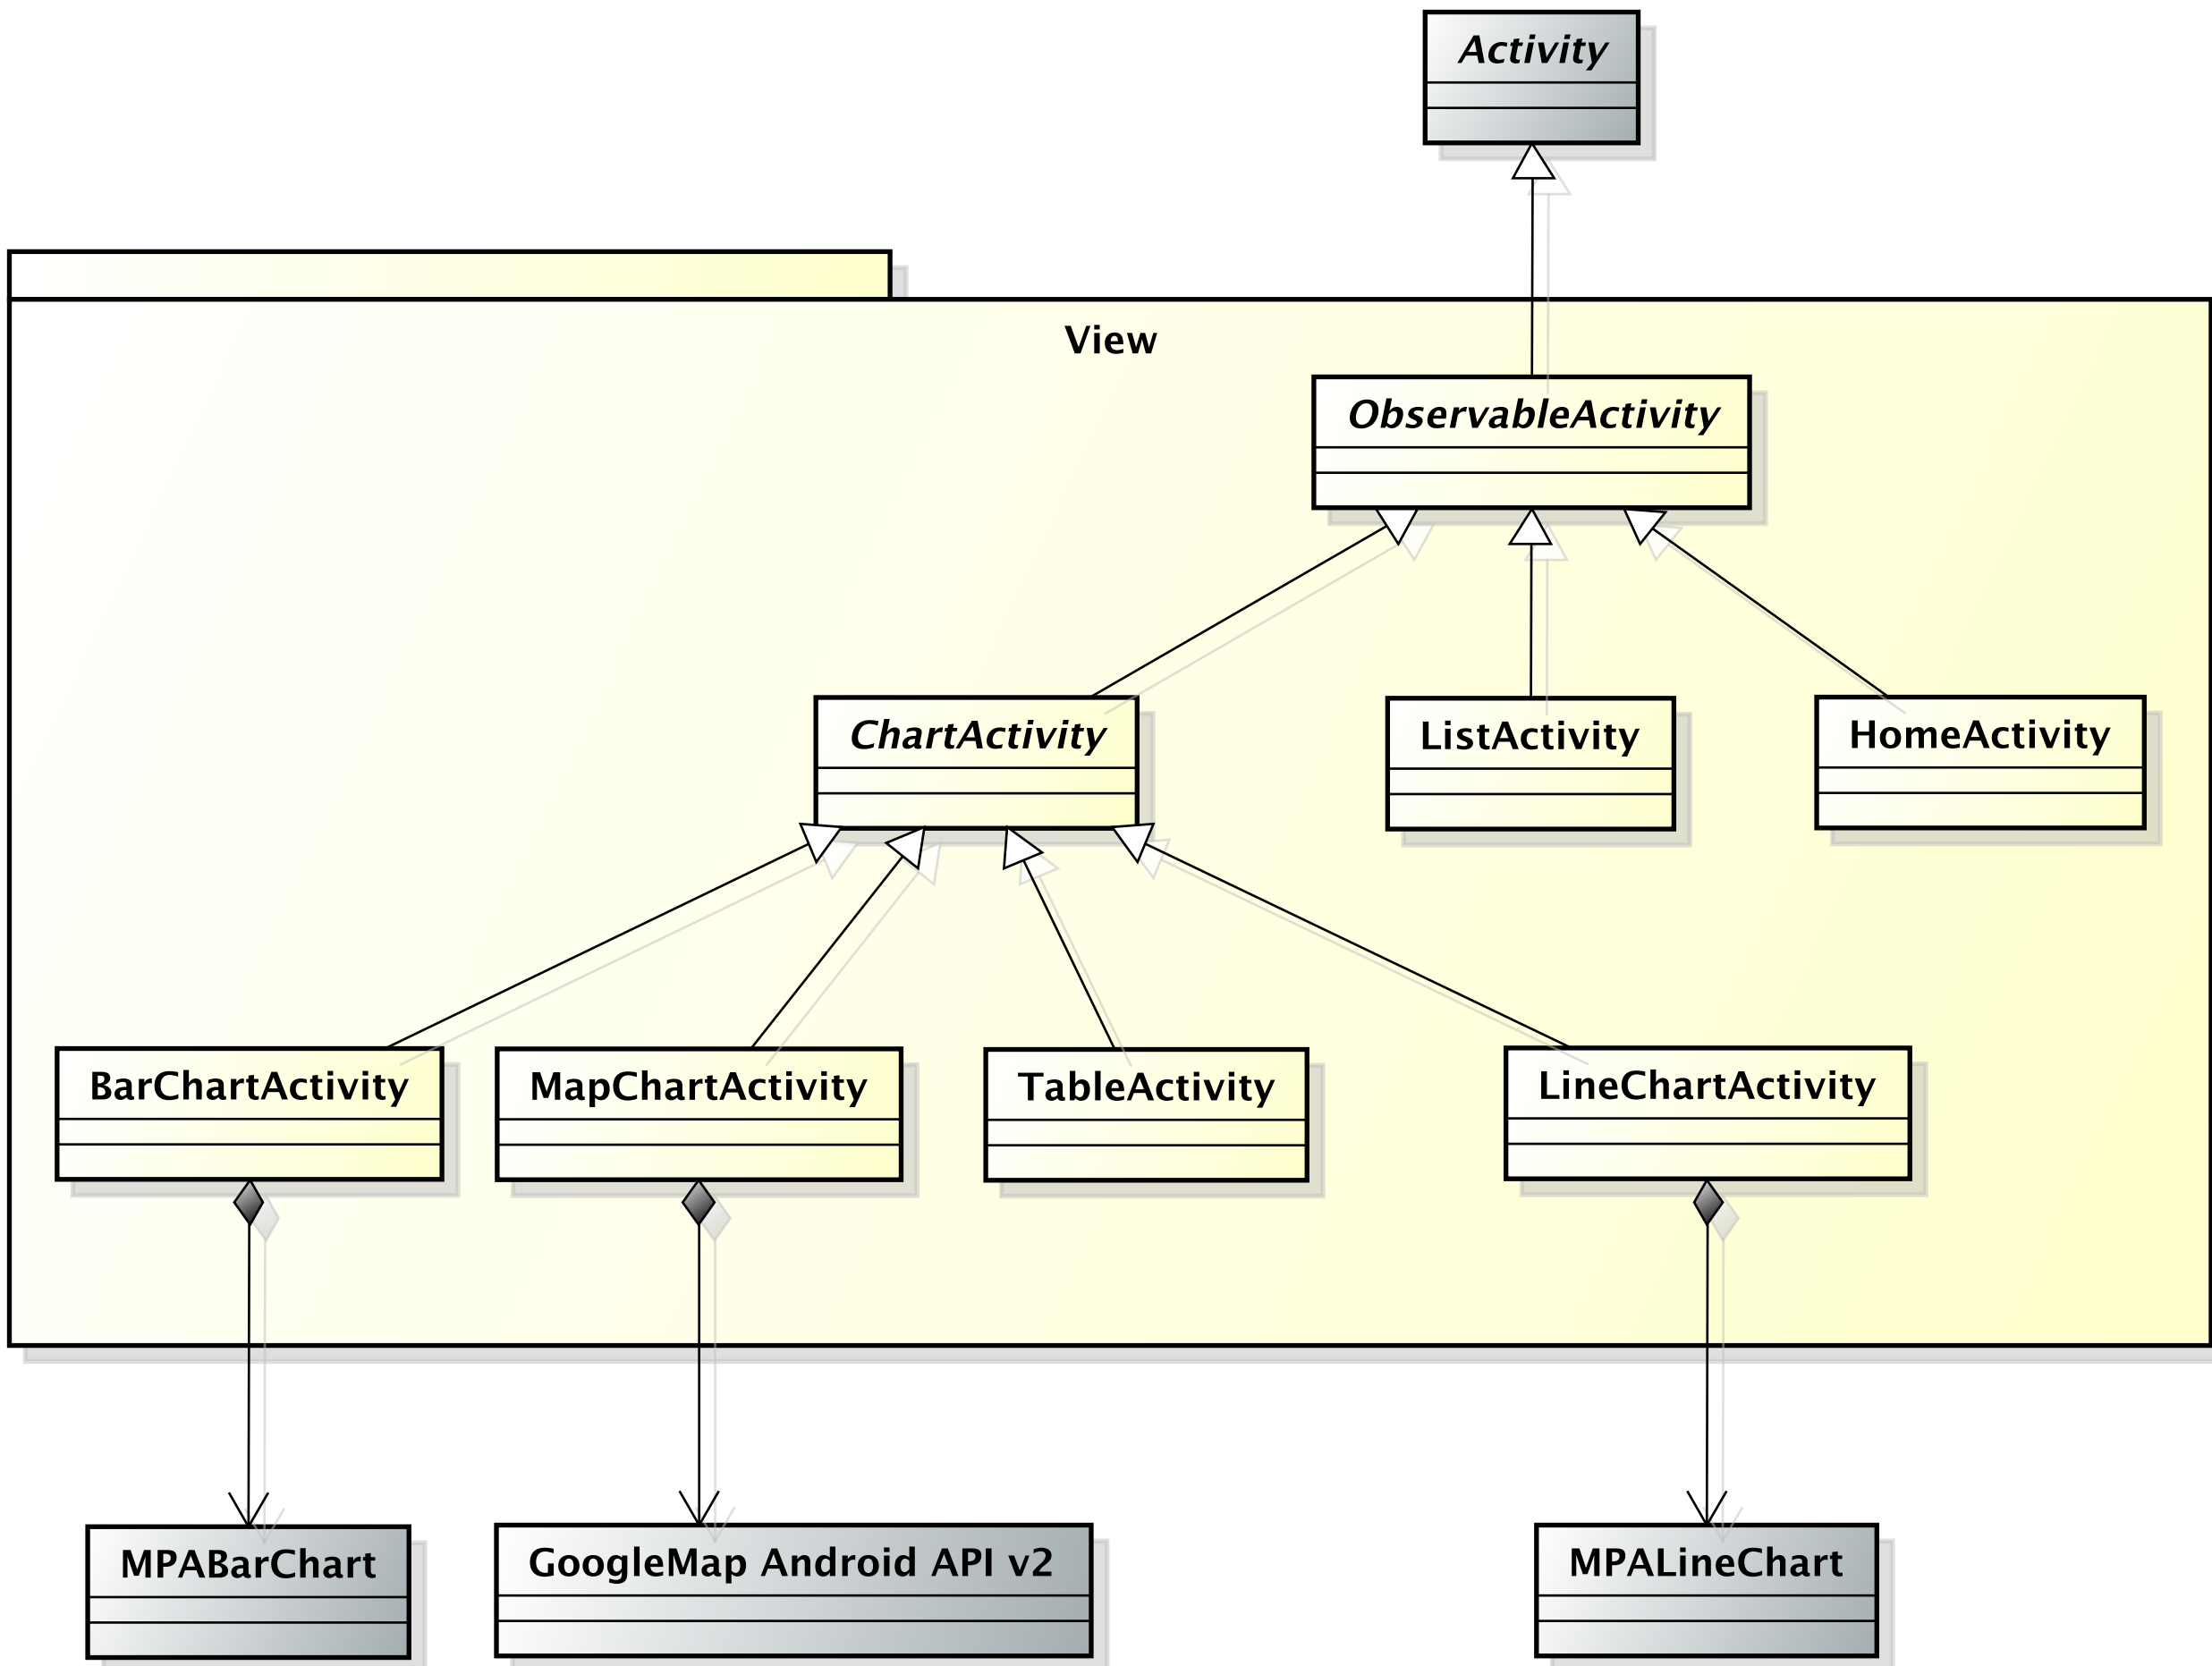 Activity
View
ObservableActivity
ChartActivity
ListActivity
HomeActivity
BarChartActivity
MapChartActivity
TableActivity
LineChartActivity
MPABarChart
GoogleMap Android API v2
MPALineChart